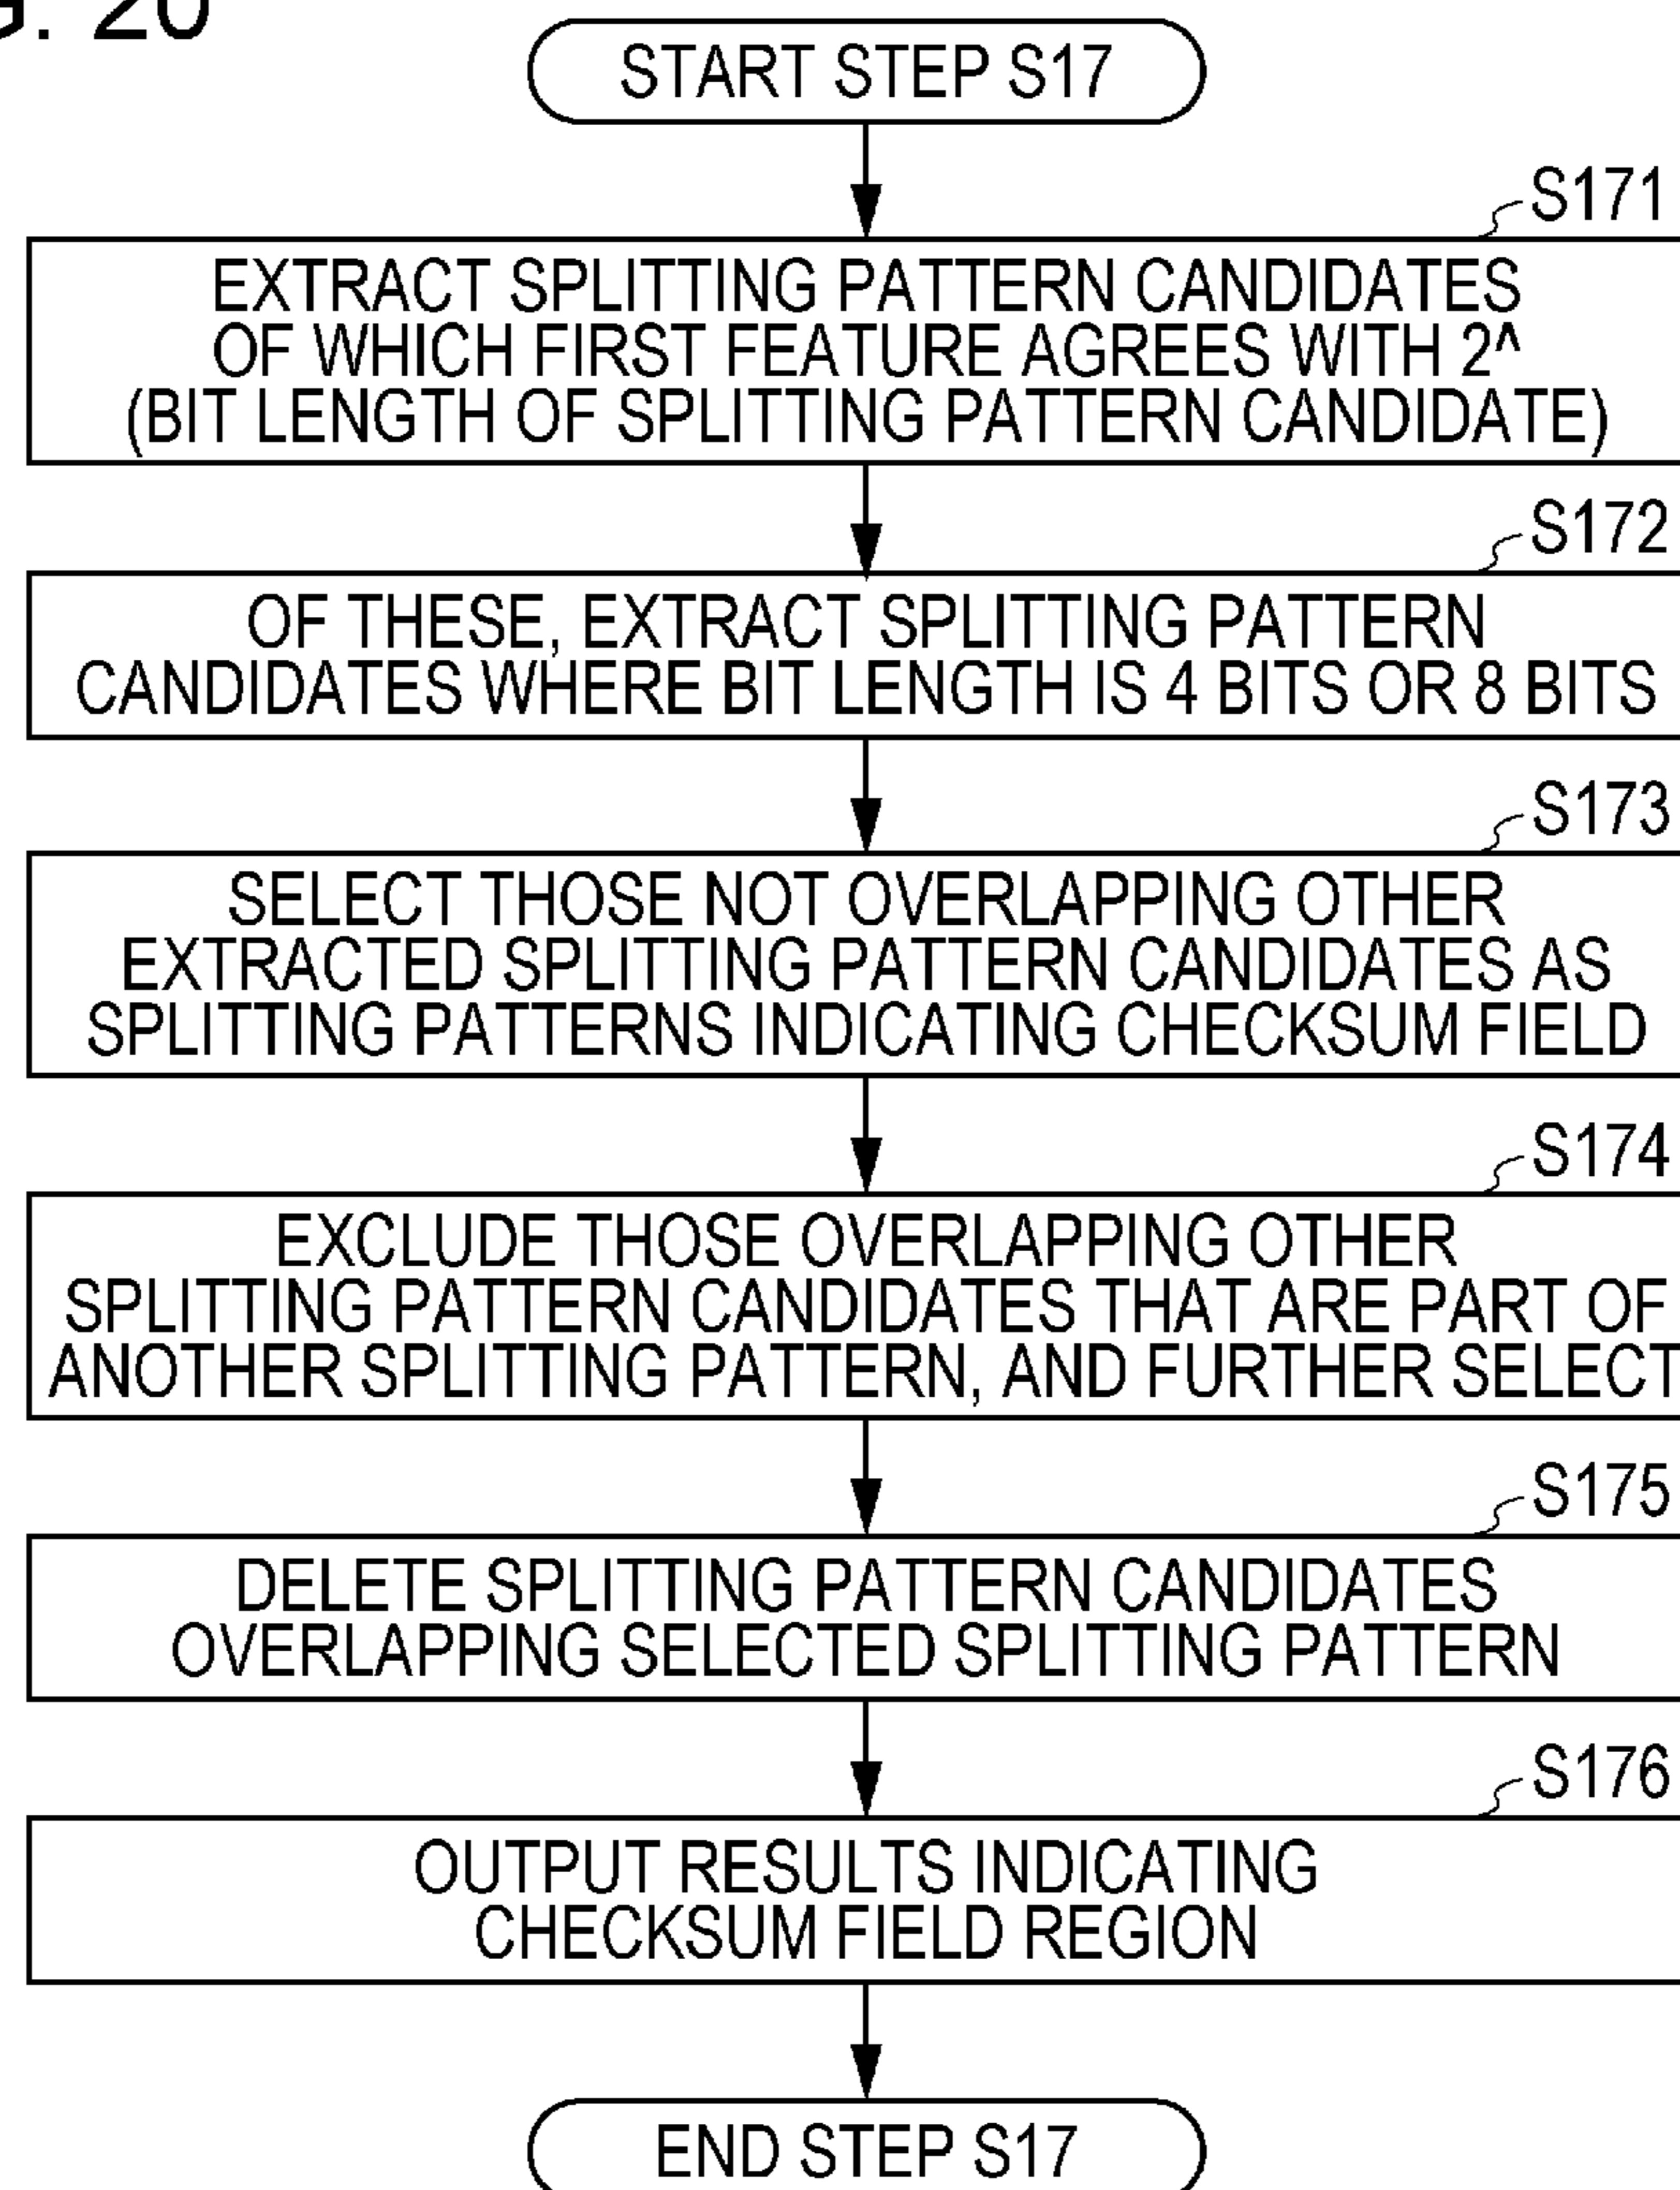 G. 20
START STEP S17
S171
EXTRACT SPLITTING PATTERN CANDIDATES
OF WHICH FIRST FEATURE AGREES WITH 2^
(BIT LENGTH OF SPLITTING PATTERN CANDIDATE)
S172
OF THESE, EXTRACT SPLITTING PATTERN
CANDIDATES WHERE BIT LENGTH IS 4 BITS OR 8 BITS
S173
SELECT THOSE NOT OVERLAPPING OTHER
EXTRACTED SPLITTING PATTERN CANDIDATES AS
SPLITTING PATTERNS INDICATING CHECKSUM FIELD
S174
EXCLUDE THOSE OVERLAPPING OTHER
SPLITTING PATTERN CANDIDATES THAT ARE PART OF
ANOTHER SPLITTING PATTERN, AND FURTHER SELECT
S175
DELETE SPLITTING PATTERN CANDIDATES
OVERLAPPING SELECTED SPLITTING PATTERN
S176
OUTPUT RESULTS INDICATING
CHECKSUM FIELD REGION
END STEP S17